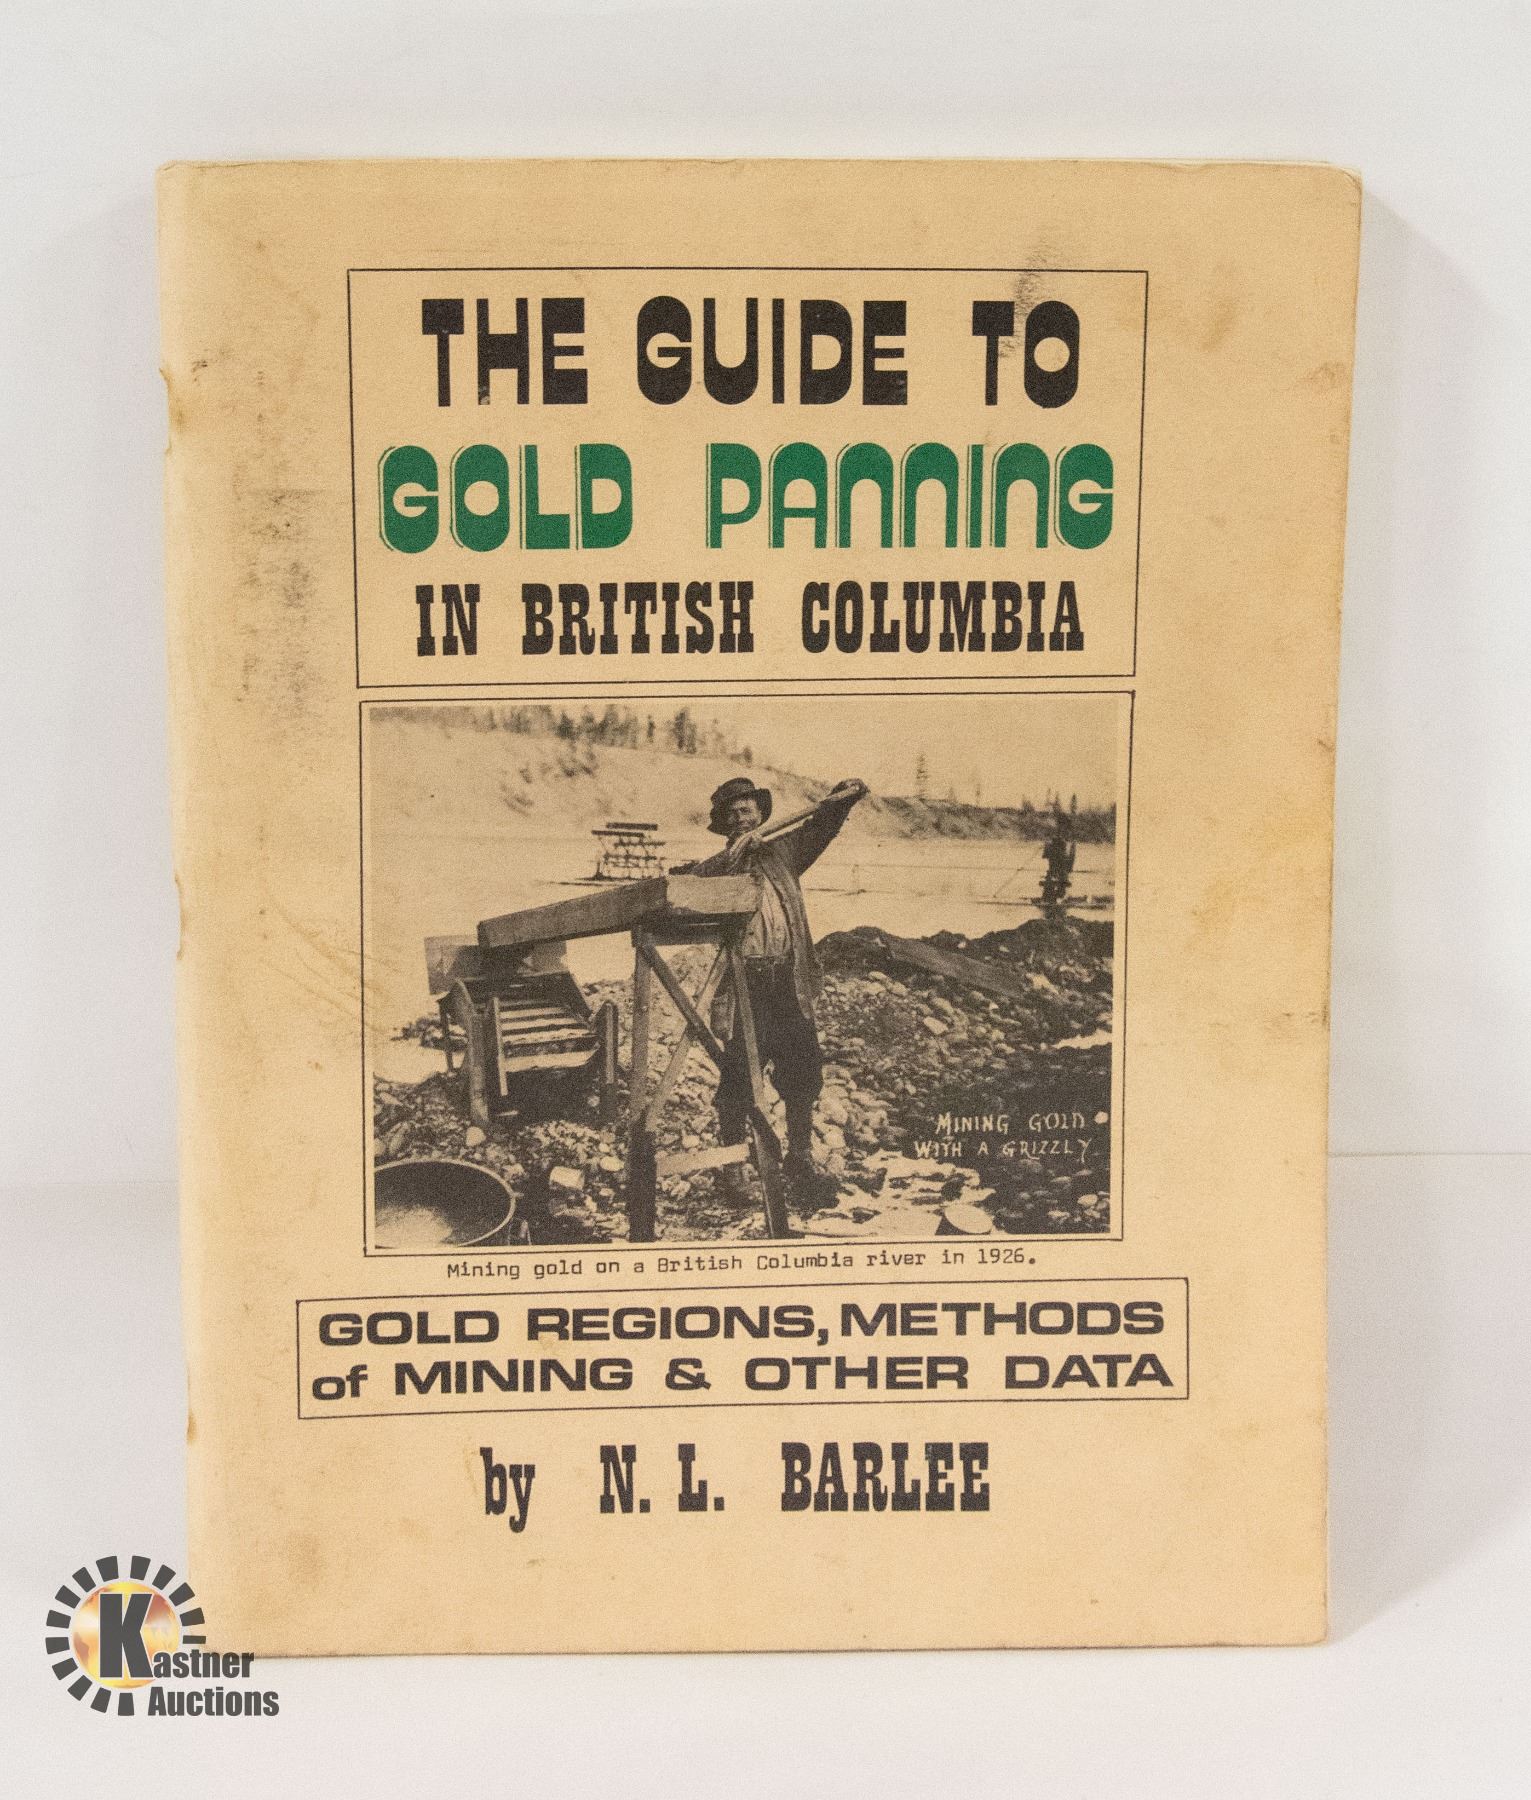 THE GUIDE TO
GOLD PANNING
IN BRITISH COLUMBIA
"MINING GOLD
WITH A GRIZZLY.
Mining gold on a British Columbia river in 1926.
GOLD REGIONS, METHODS
of MINING & OTHER DATA
by N. L. BARLEE
Kastner
Auctions